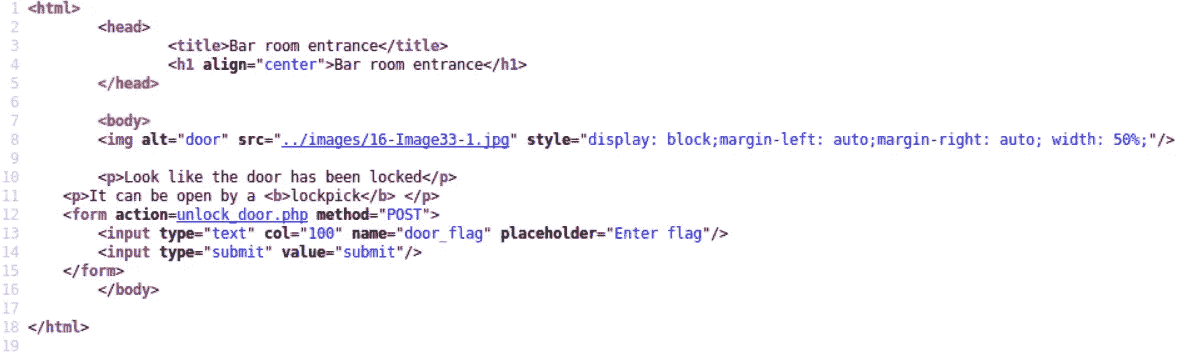 1 <html>
2 <head>
3 <title>Bar room entrance</title>
4 <h1 align="center">Bar room entrance</h1>
5 </head>
6
7 <body>
8 <img alt="door" src="../images/16-Image33-1.jpg" style="display: block;margin-left: auto;margin-right: auto; width: 50%;"/>
9
10 <p>Look like the door has been locked</p>
11 <p>It can be open by a <b>lockpick</b> </p>
12 <form action=unlock_door.php method="POST">
13 <input type="text" col="100" name="door_flag" placeholder="Enter flag"/>
14 <input type="submit" value="submit"/>
15 </form>
16 </body>
17
18 </html>
19